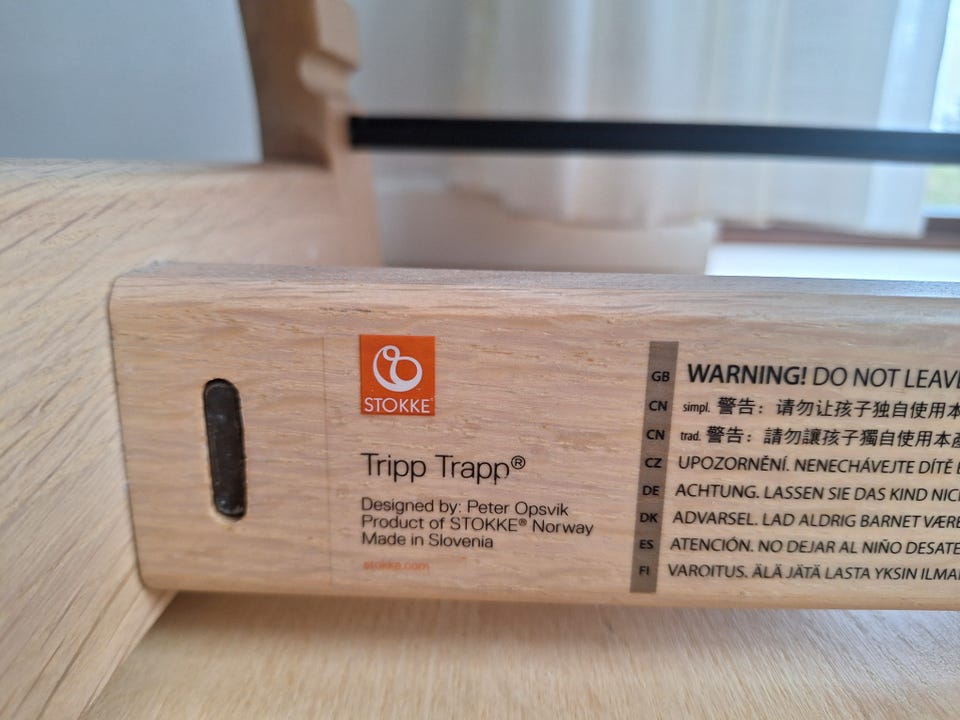 STOKKE
Tripp Trapp®
Designed by: Peter Opsvik
Product of STOKKE® Norway
Made in Slovenia
stokke.com
GB WARNING! DO NOT LEAVE
CN simpl. 警告：请勿让孩子独自使用本
CN trad. 警告：請勿讓孩子獨自使用本產
CZ UPOZORNĚNÍ. NENECHÁVEJTE DÍTĚ
DE ACHTUNG. LASSEN SIE DAS KIND
DK ADVARSEL. LAD ALDRIG BARNET VÆRE
ES ATENCIÓN. NO DEJAR AL NIÑO
FI VAROITUS. ÄLÄ JÄTÄ LASTA YKSIN